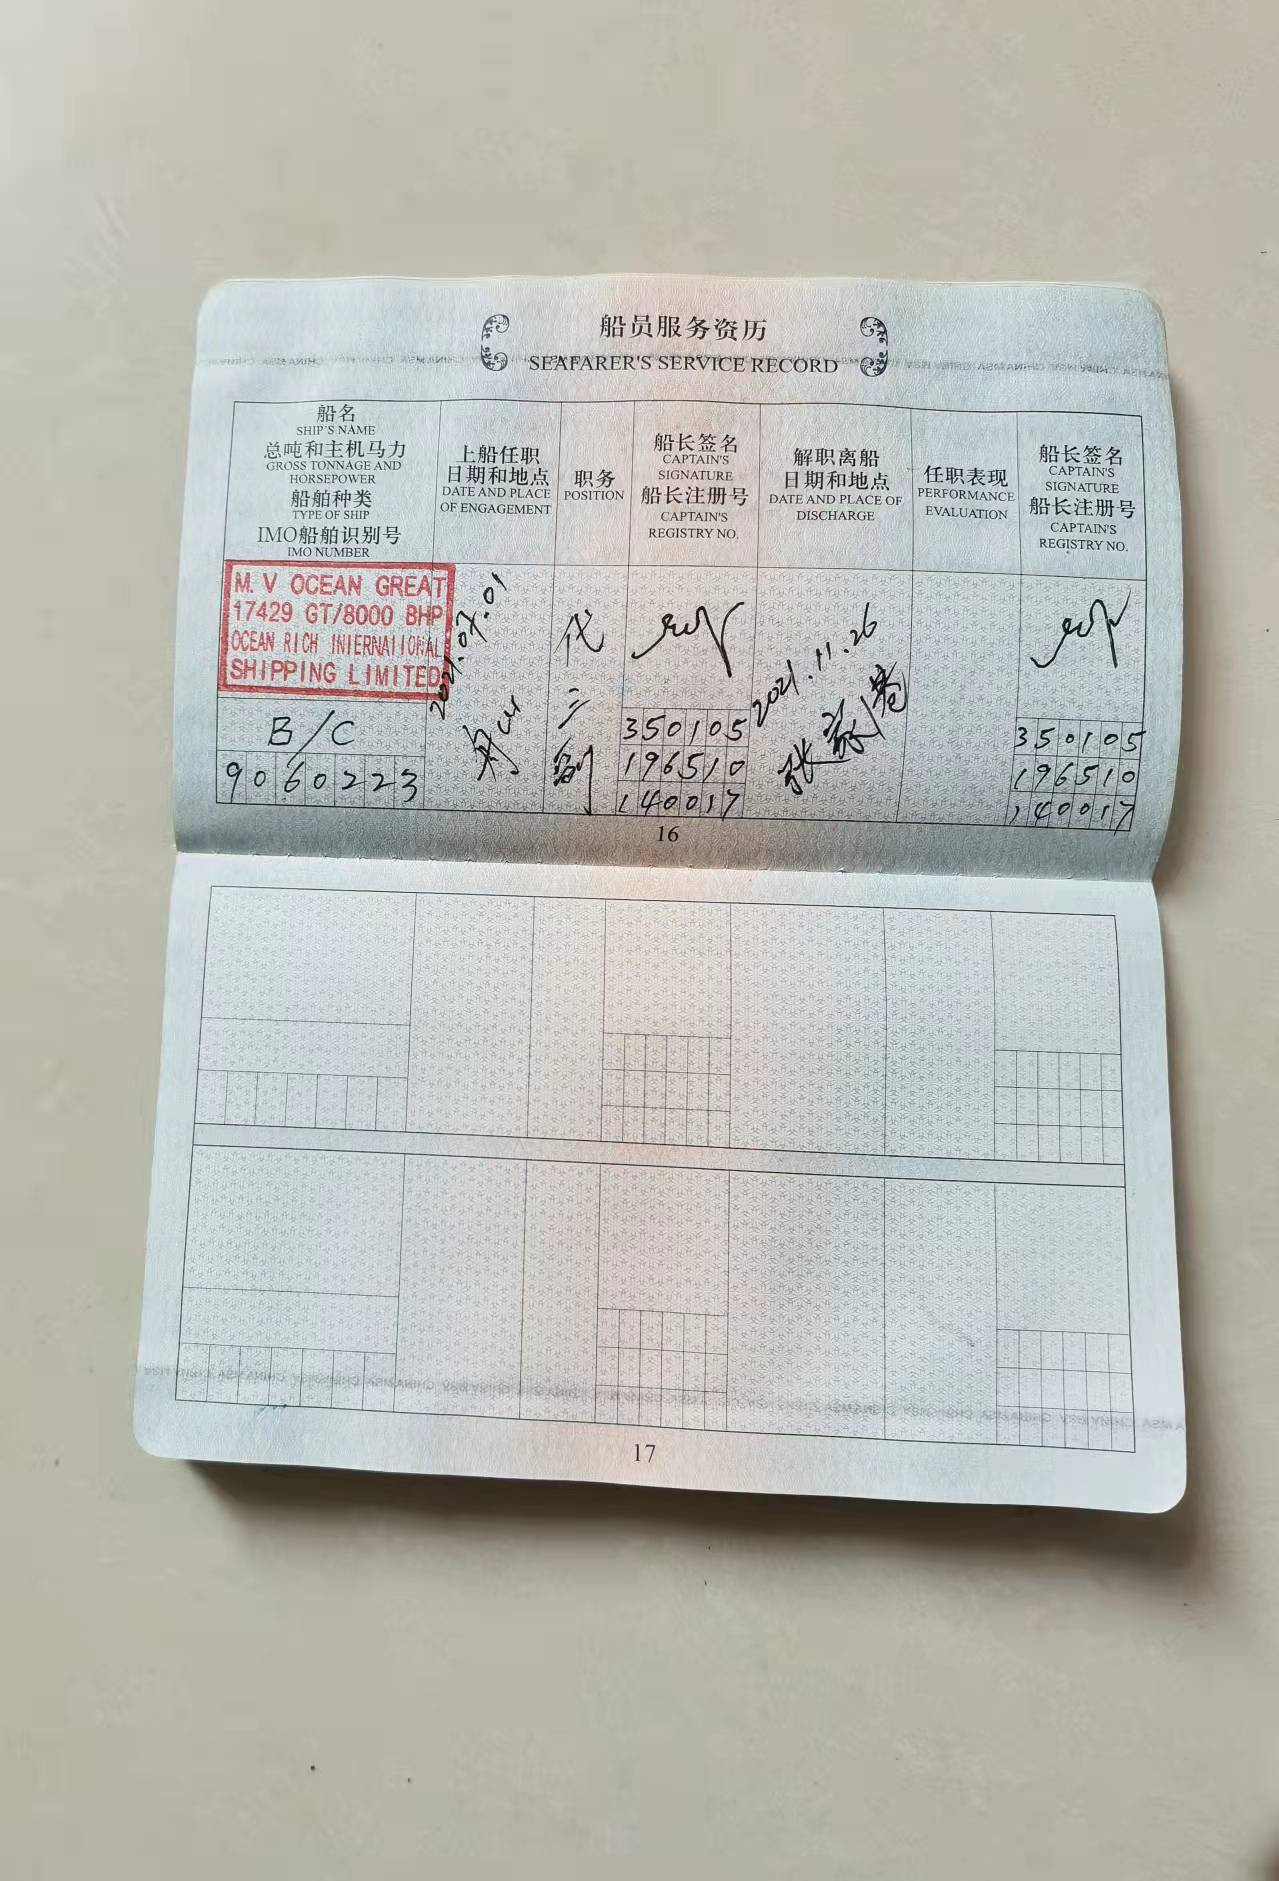 船员服务资历
SEAFARER'S SERVICE RECORD
船名
SHIP'S NAME
总吨和主机马力
GROSS TONNAGE AND
HORSEPOWER
船舶种类
TYPE OF SHIP
IMO船舶识别号
IMO NUMBER
上船任职
日期和地点
DATE AND PLACE
OF ENGAGEMENT
职务
POSITION
船长签名
CAPTAIN'S
SIGNATURE
船长注册号
CAPTAIN'S
REGISTRY NO.
解职离船
日期和地点
DATE AND PLACE OF
DISCHARGE
任职表现
PERFORMANCE
EVALUATION
船长签名
CAPTAIN'S
SIGNATURE
船长注册号
CAPTAIN'S
REGISTRY NO.
M. V OCEAN GREAT
17429 GT/8000 BHP
OCEAN RICH INIERNAIIONAL
SHIPPING LIMITED
B/C
9060223
2021.07.01
舟山
代
三
副
350105
196510
140017
2021.11.26
张家港
350105
196510
140017
16
17